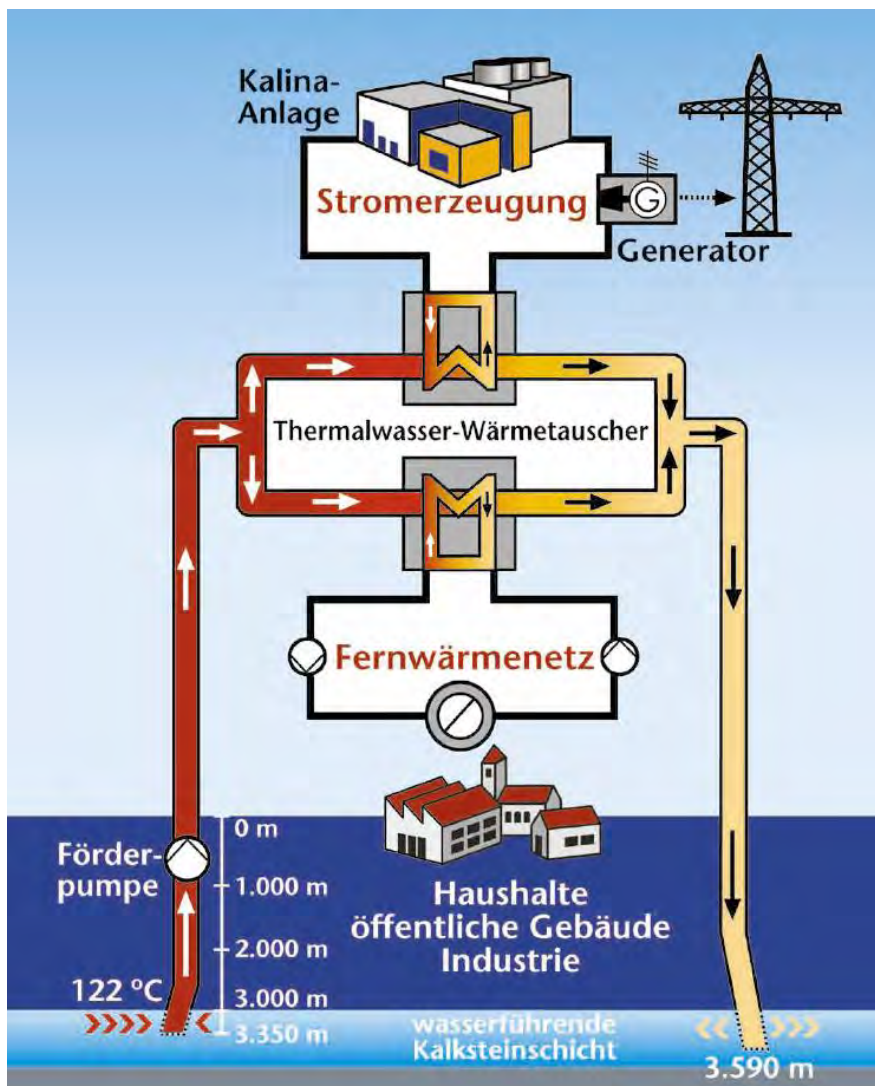 Kalina-
Anlage
Stromerzeugung
G
Generator
Thermalwasser-Wärmetauscher
Fernwärmenetz
0 m
Förder-
pumpe
1.000 m
Haushalte
öffentliche Gebäude
Industrie
2.000 m
122 ºC
3.000 m
3.350 m
wasserführende
Kalksteinschicht
3.590 m